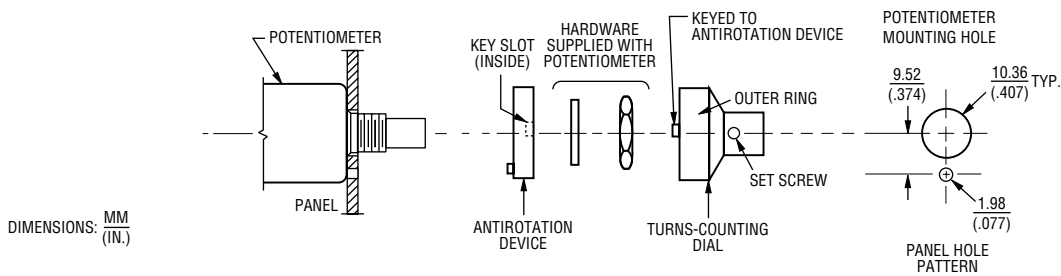 POTENTIOMETER
PANEL
DIMENSIONS: MM
(IN.)
KEY SLOT
(INSIDE)
ANTIROTATION
DEVICE
HARDWARE
SUPPLIED WITH
POTENTIOMETER
KEYED TO
ANTIROTATION DEVICE
OUTER RING
SET SCREW
TURNS-COUNTING
DIAL
POTENTIOMETER
MOUNTING HOLE
9.52
(.374)
10.36 TYP.
(.407)
1.98
(.077)
PANEL HOLE
PATTERN